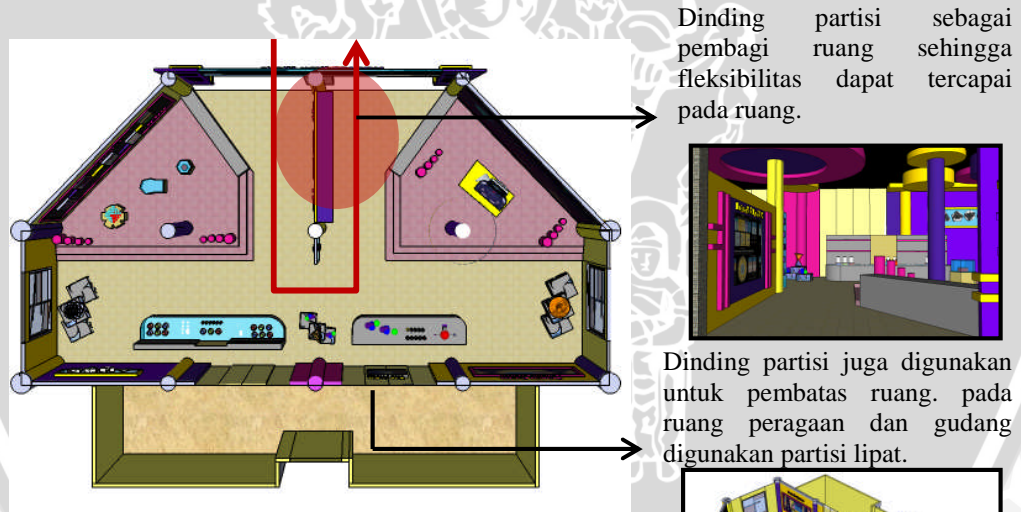 Dinding partisi sebagai
pembagi ruang sehingga
fleksibilitas dapat tercapai
pada ruang.
Dinding partisi juga digunakan
untuk pembatas ruang. pada
ruang peragaan dan gudang
digunakan partisi lipat.